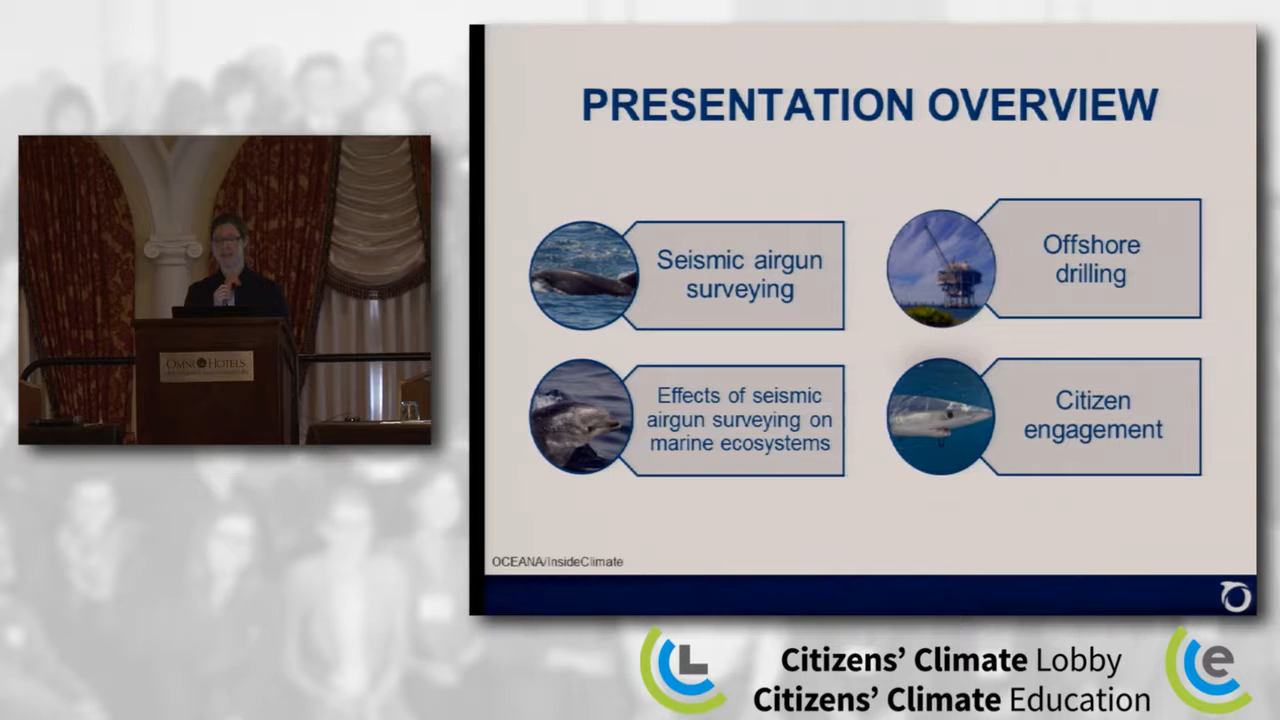 PRESENTATION OVERVIEW
Seismic airgun
surveying
Offshore
drilling
Effects of seismic
airgun surveying on
marine ecosystems
Citizen
engagement
OCEANA/InsideClimate
OMNI HOTELS
L
Citizens’ Climate Lobby
Citizens’ Climate Education
e